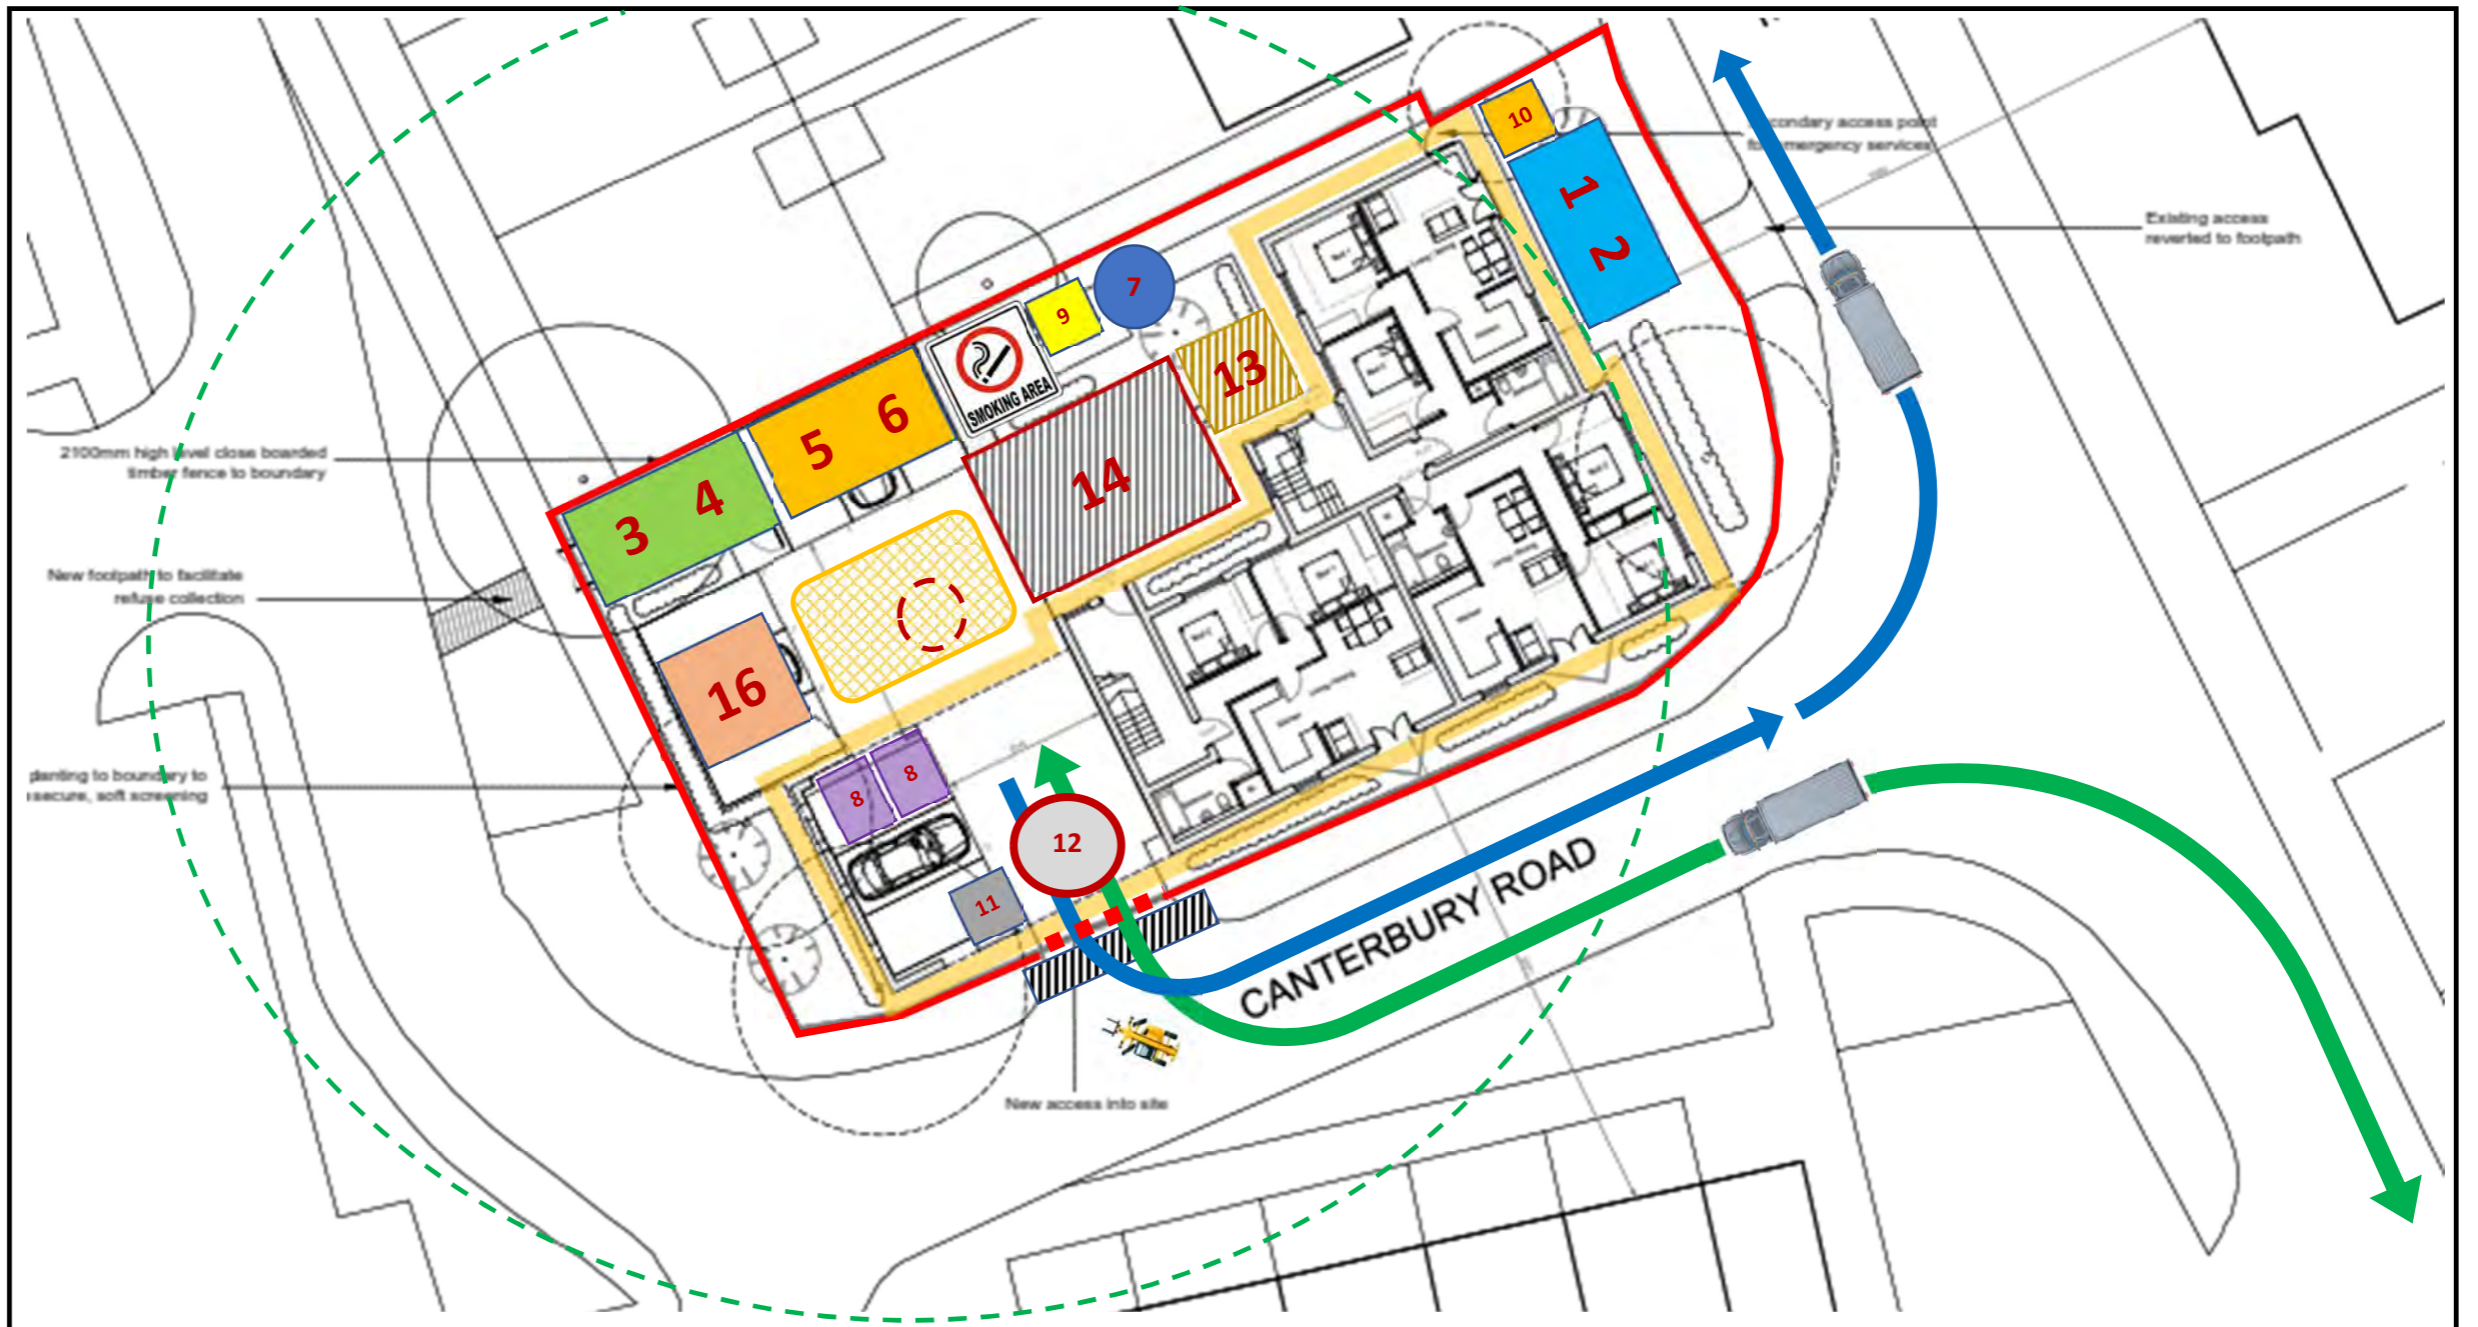 10
condary access point
emergency services
1
2
Existing access
reverted to footpath
7
9
SMOKING AREA
13
6
5
14
2100mm high level close boarded
timber fence to boundary
4
3
New footpath to facilitate
refuse collection
16
planting to boundary to
secure, soft screening
8
8
12
11
CANTERBURY ROAD
New access into site